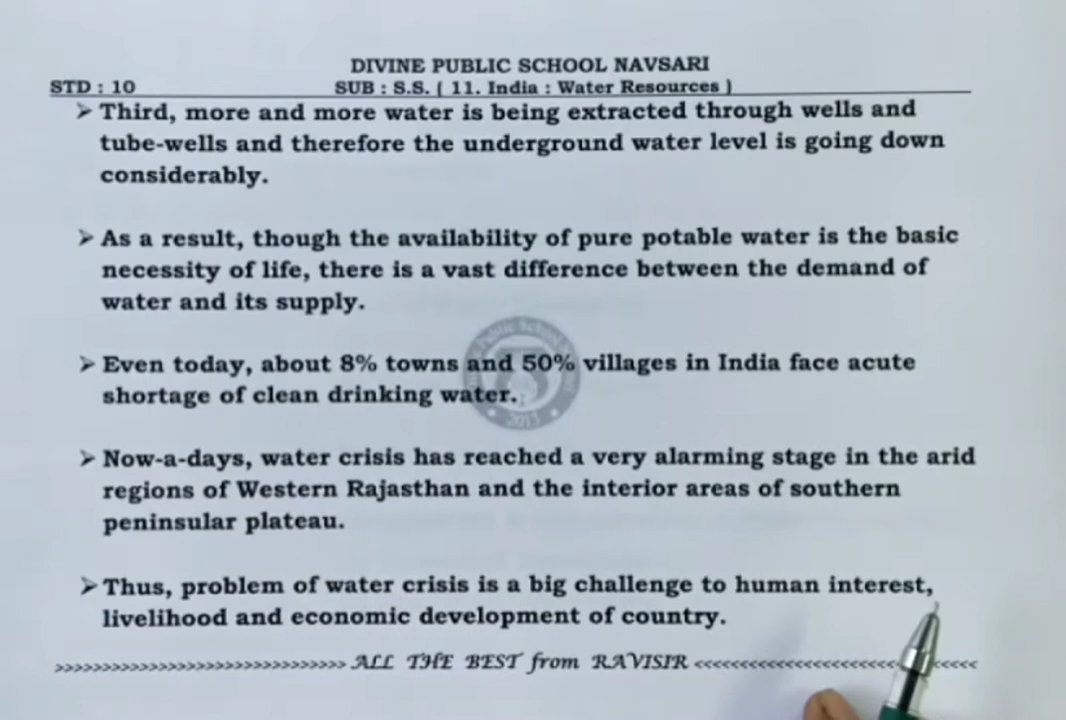 DIVINE PUBLIC SCHOOL NAVSARI
STD : 10 SUB : S.S. ( 11. India : Water Resources )
➢ Third, more and more water is being extracted through wells and
tube-wells and therefore the underground water level is going down
considerably.
➢ As a result, though the availability of pure potable water is the basic
necessity of life, there is a vast difference between the demand of
water and its supply.
➢ Even today, about 8% towns and 50% villages in India face acute
shortage of clean drinking water.
➢ Now-a-days, water crisis has reached a very alarming stage in the arid
regions of Western Rajasthan and the interior areas of southern
peninsular plateau.
➢ Thus, problem of water crisis is a big challenge to human interest,
livelihood and economic development of country.
>>>>>>>>>>>>>>>>>>>>>>>>>>>>>>> ALL THE BEST from RAVISIR <<<<<<<<<<<<<<<<<<<<<<<<<<<<<<<
Public School
2013